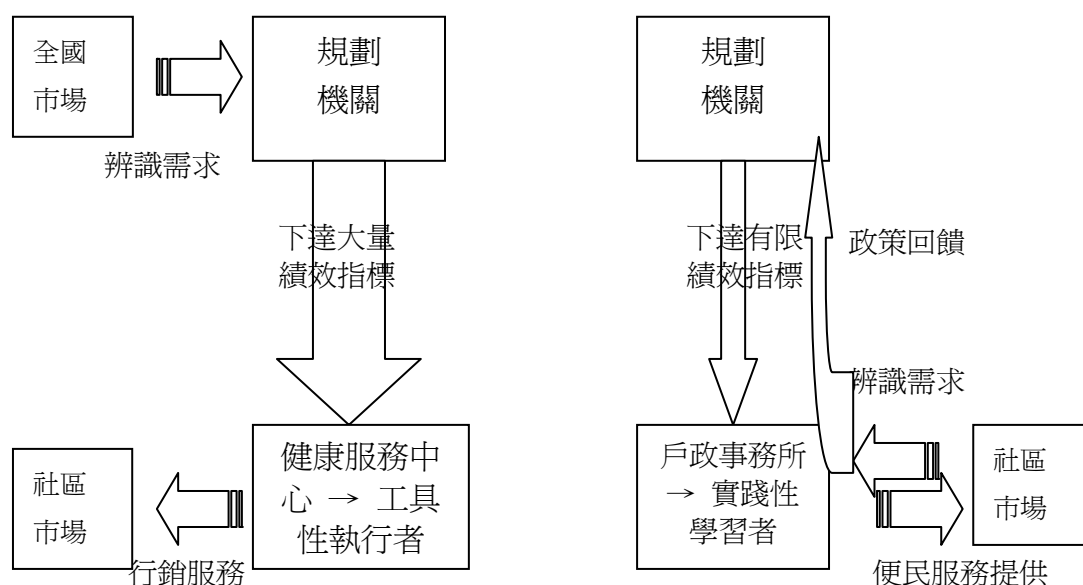 全國
市場
規劃
機關
辨識需求
下達大量
績效指標
健康服務中
心 → 工具
性執行者
社區
市場
行銷服務
規劃
機關
下達有限
績效指標
政策回饋
辨識需求
戶政事務所
→ 實踐性
學習者
社區
市場
便民服務提供